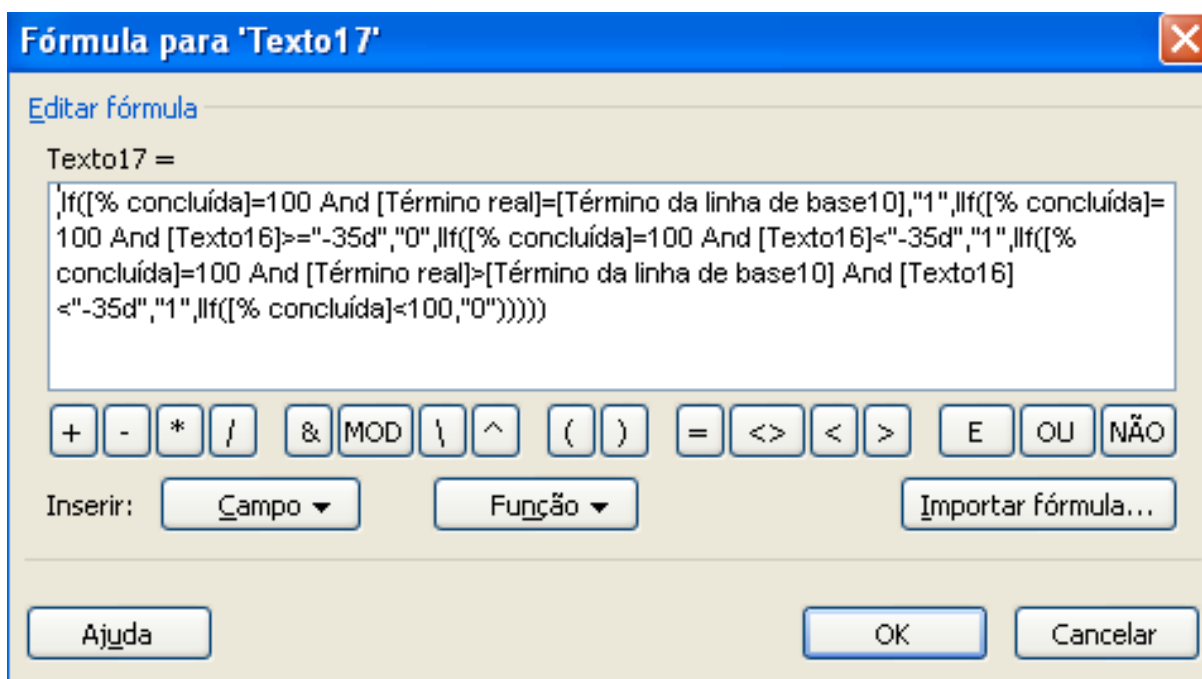 Fórmula para 'Texto17'
Editar fórmula
Texto17 =
IIf([% concluída]=100 And [Término real]=[Término da linha de base10],"1",IIf([% concluída]=
100 And [Texto16]>="-35d","0",IIf([% concluída]=100 And [Texto16]<"-35d","1",IIf([%
concluída]=100 And [Término real]>[Término da linha de base10] And [Texto16]
<"-35d","1",IIf([% concluída]<100,"0")))))
+ - * / & MOD \ ^ ( ) = <> < > E OU NÃO
Inserir: Campo Função Importar fórmula...
Ajuda OK Cancelar